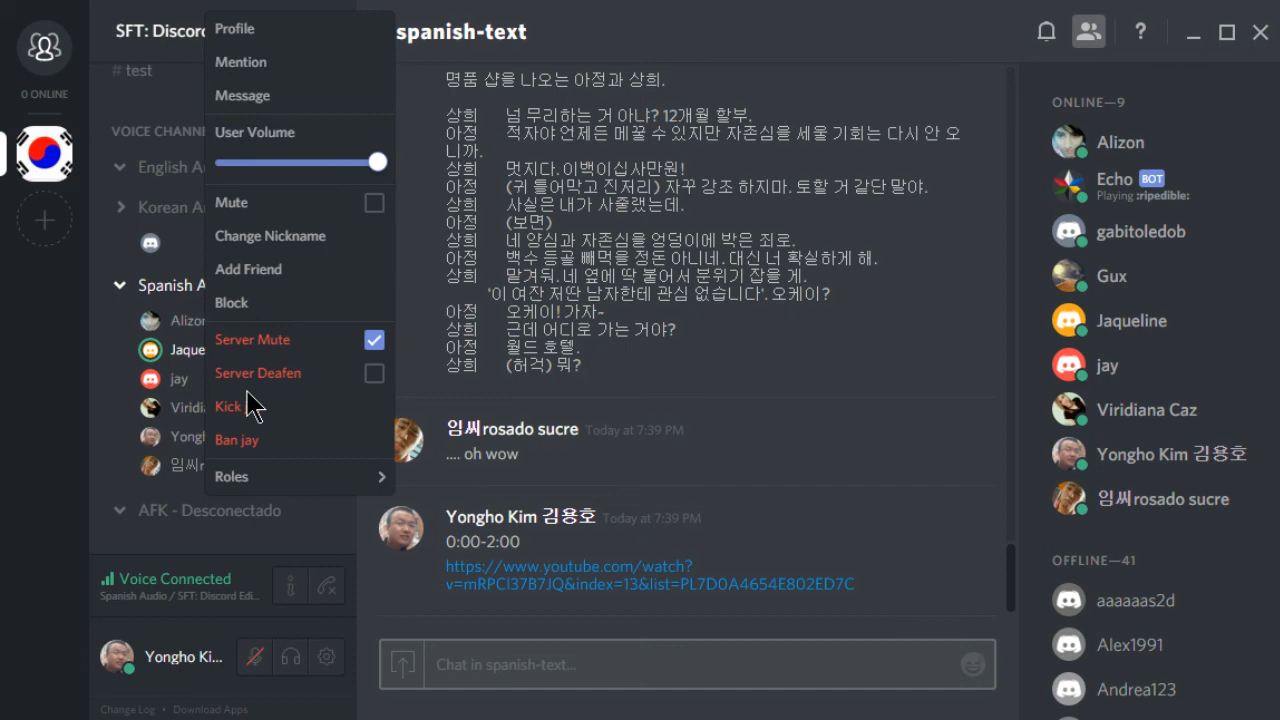 0 ONLINE
SFT: Discord
# test
VOICE CHANNE
English A
Korean A
Spanish A
Alizon
Jaque
jay
Viridi
Yongh
임씨r
AFK - Desconectado
Voice Connected
Spanish Audio / SFT: Discord Edi...
Yongho Ki...
Change Log • Download Apps
Profile
Mention
Message
User Volume
Mute
Change Nickname
Add Friend
Block
Server Mute
Server Deafen
Kick
Ban jay
Roles
spanish-text
명품 샵을 나오는 아정과 상희.
상희 넘 무리하는 거 아냐? 12개월 할부.
아정 적자야 언제든 메꿀 수 있지만 자존심을 세울 기회는 다시 안 오
니까.
상희 멋지다. 이백이십사만원!
아정 (귀 틀어막고 진저리) 자꾸 강조 하지마. 토할 거 같단 말야.
상희 사실은 내가 사줄랬는데.
아정 (보면)
상희 네 양심과 자존심을 엉덩이에 박은 죄로.
아정 백수 등골 빼먹을 정돈 아니네. 대신 너 확실하게 해.
상희 맡겨둬. 네 옆에 딱 붙어서 분위기 잡을 게.
'이 여잔 저딴 남자한테 관심 없습니다'. 오케이?
아정 오케이! 가자~
상희 근데 어디로 가는 거야?
아정 월드 호텔.
상희 (허걱) 뭐?
임씨rosado sucre Today at 7:39 PM
.... oh wow
Yongho Kim 김용호 Today at 7:39 PM
0:00-2:00
https://www.youtube.com/watch?
v=mRPCl37B7JQ&index=13&list=PL7D0A4654E802ED7C
Chat in spanish-text...
ONLINE—9
Alizon
Echo BOT
Playing :ripedible:
gabitoledob
Gux
Jaqueline
jay
Viridiana Caz
Yongho Kim 김용호
임씨rosado sucre
OFFLINE—41
aaaaaas2d
Alex1991
Andrea123